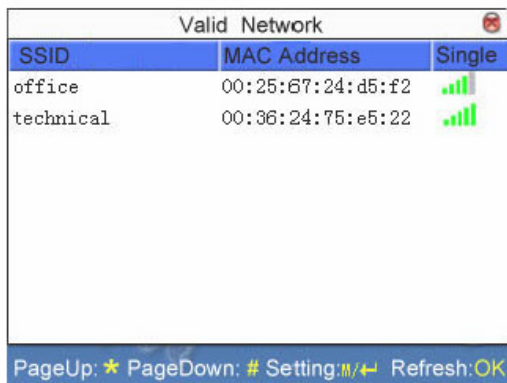 Valid Network
SSID MAC Address Single
office 00:25:67:24:d5:f2
technical 00:36:24:75:e5:22
PageUp: * PageDown: # Setting:M/↵ Refresh:OK